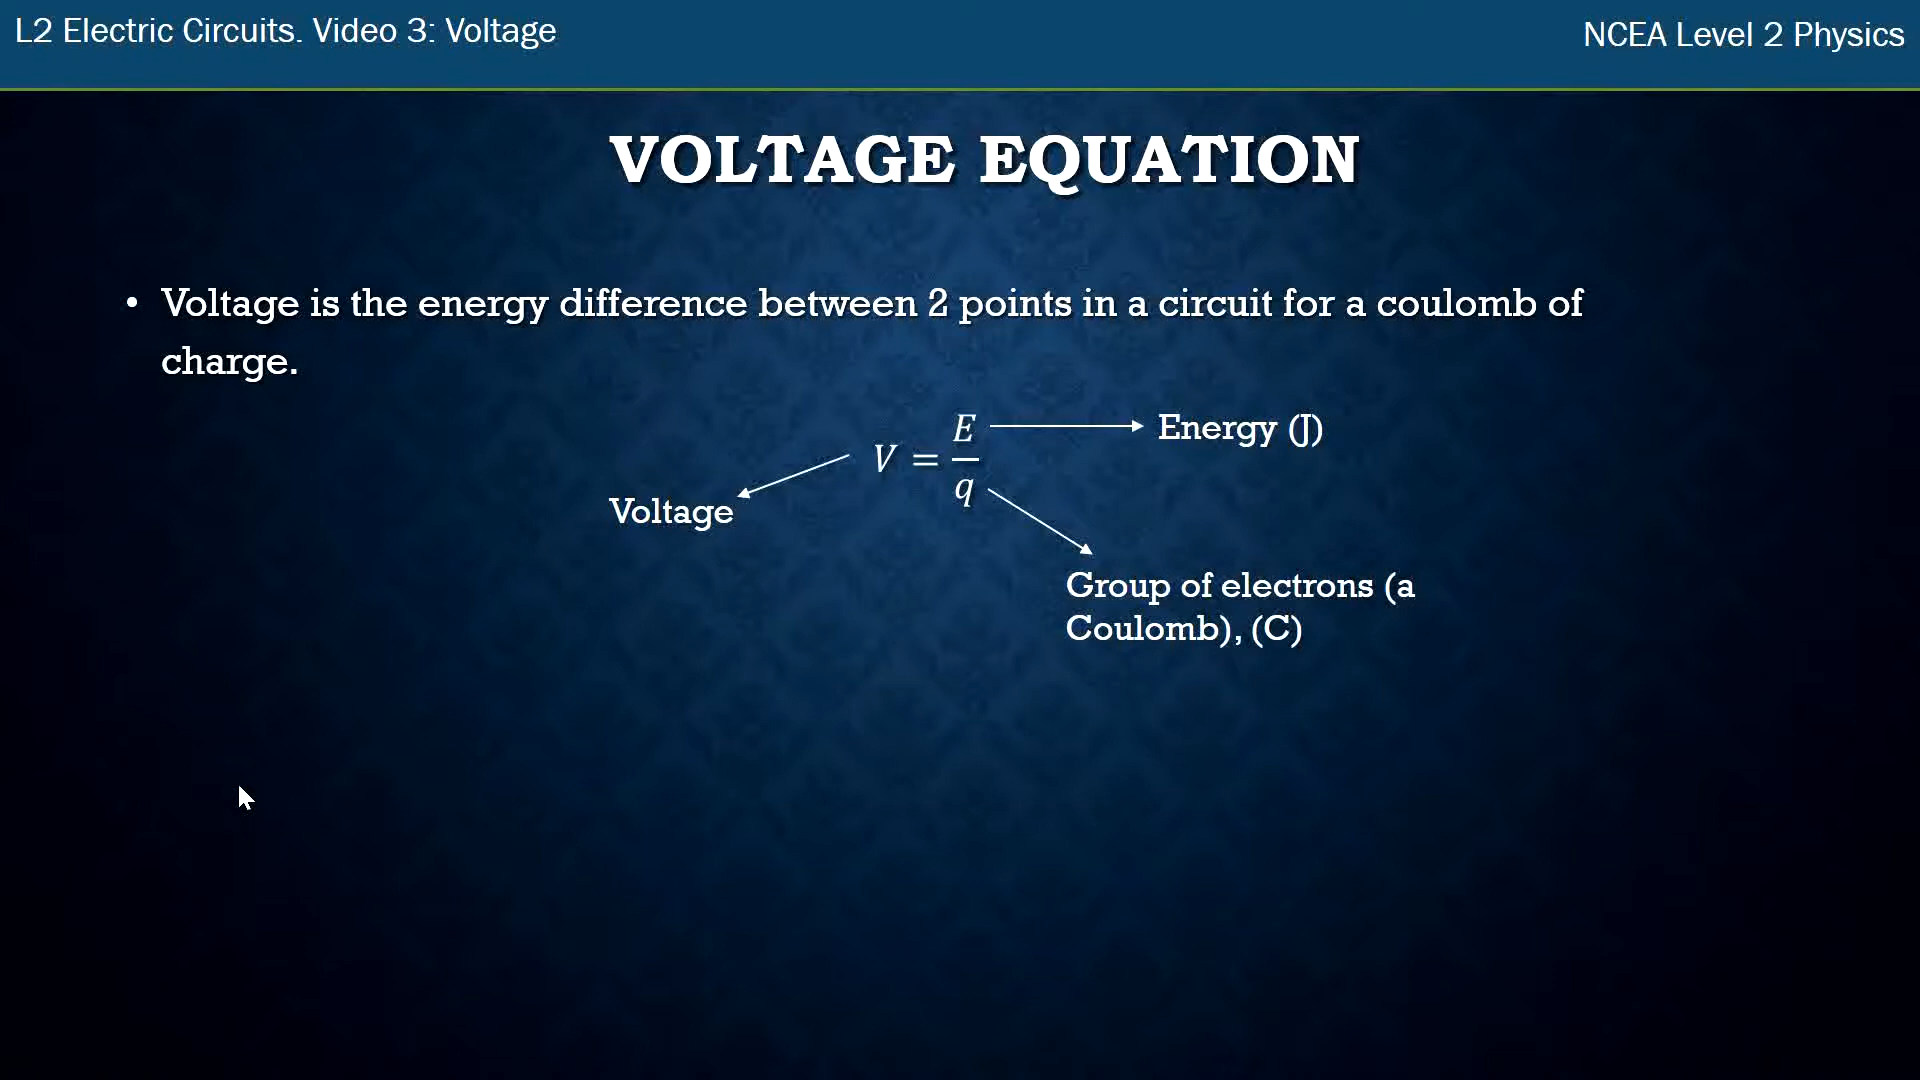 L2 Electric Circuits. Video 3: Voltage
NCEA Level 2 Physics
VOLTAGE EQUATION
• Voltage is the energy difference between 2 points in a circuit for a coulomb of
charge.
V = E/q
Energy (J)
Voltage
Group of electrons (a
Coulomb), (C)